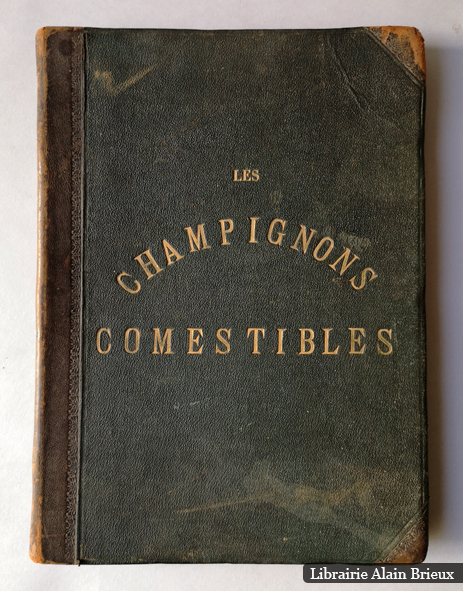 LES
CHAMPIGNONS
COMESTIBLES
Librairie Alain Brieux